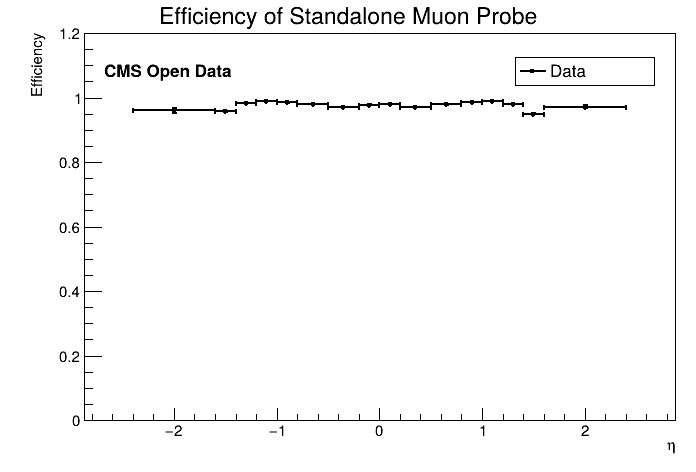 Efficiency of Standalone Muon Probe
Efficiency
1.2
CMS Open Data
Data
1
0.8
0.6
0.4
0.2
0
−2
−1
0
1
2
η